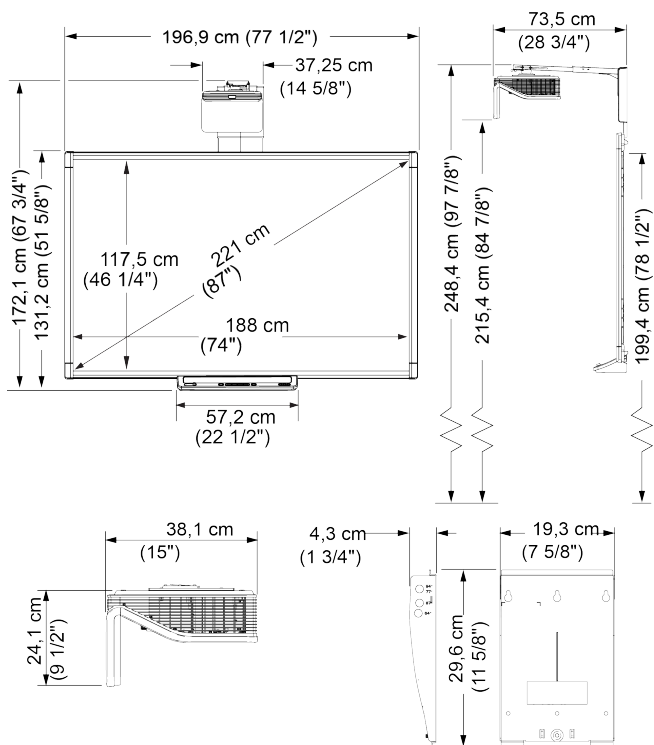 196,9 cm (77 1/2")
37,25 cm
(14 5/8")
172,1 cm (67 3/4")
131,2 cm (51 5/8")
117,5 cm
(46 1/4")
221 cm
(87")
188 cm
(74")
57,2 cm
(22 1/2")
73,5 cm
(28 3/4")
248,4 cm (97 7/8")
215,4 cm (84 7/8")
199,4 cm (78 1/2")
38,1 cm
(15")
24,1 cm
(9 1/2")
4,3 cm
(1 3/4")
19,3 cm
(7 5/8")
29,6 cm
(11 5/8")